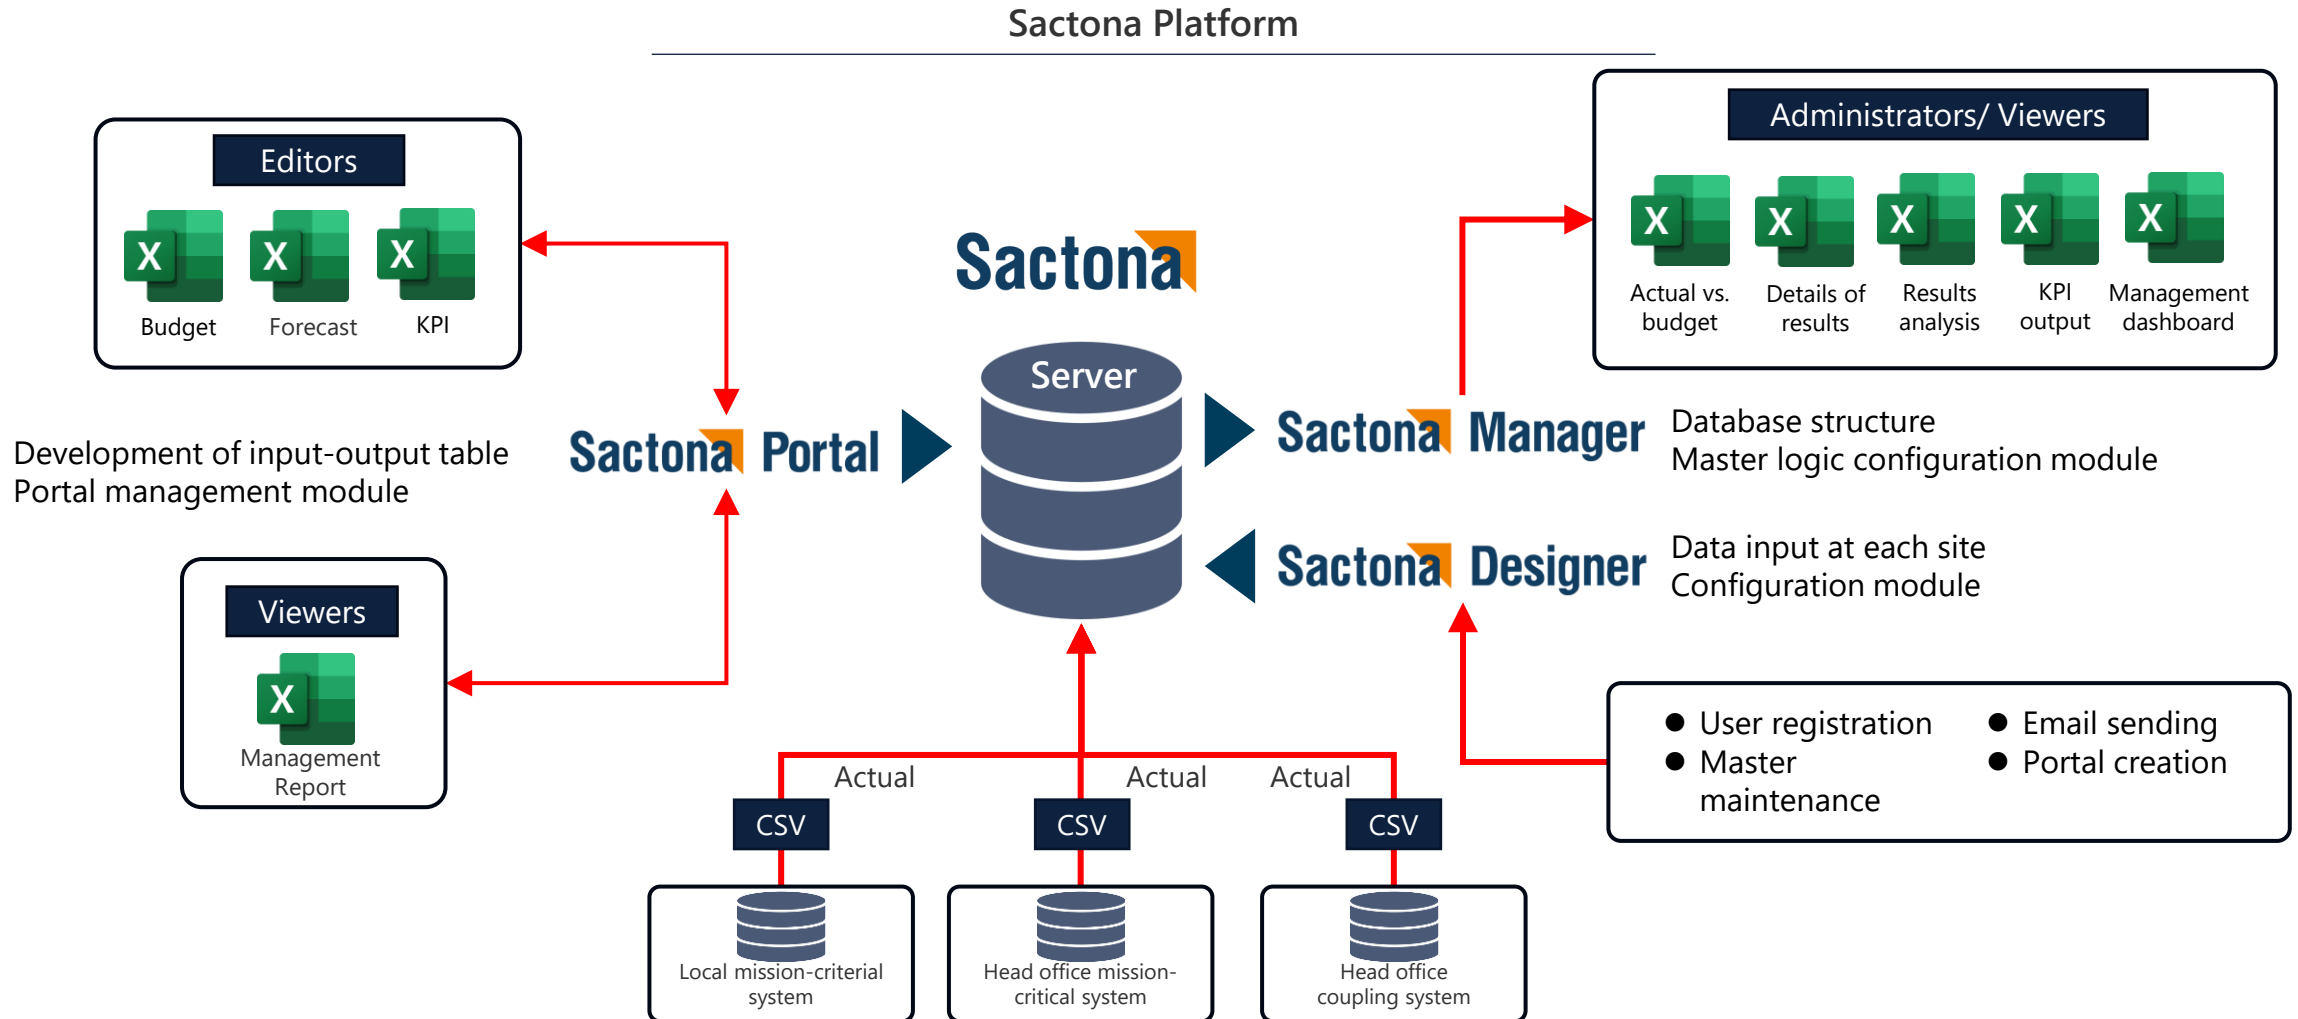 Sactona Platform
Editors
X
X
X
Budget
Forecast
KPI
Administrators/ Viewers
X
X
X
X
X
Actual vs.
budget
Details of
results
Results
analysis
KPI
output
Management
dashboard
Sactona
Server
Development of input-output table
Portal management module
Sactona Portal
Sactona Manager
Database structure
Master logic configuration module
Sactona Designer
Data input at each site
Configuration module
Viewers
X
Management
Report
● User registration
● Master
maintenance
● Email sending
● Portal creation
Actual
Actual
Actual
CSV
CSV
CSV
Local mission-criterial
system
Head office mission-
critical system
Head office
coupling system